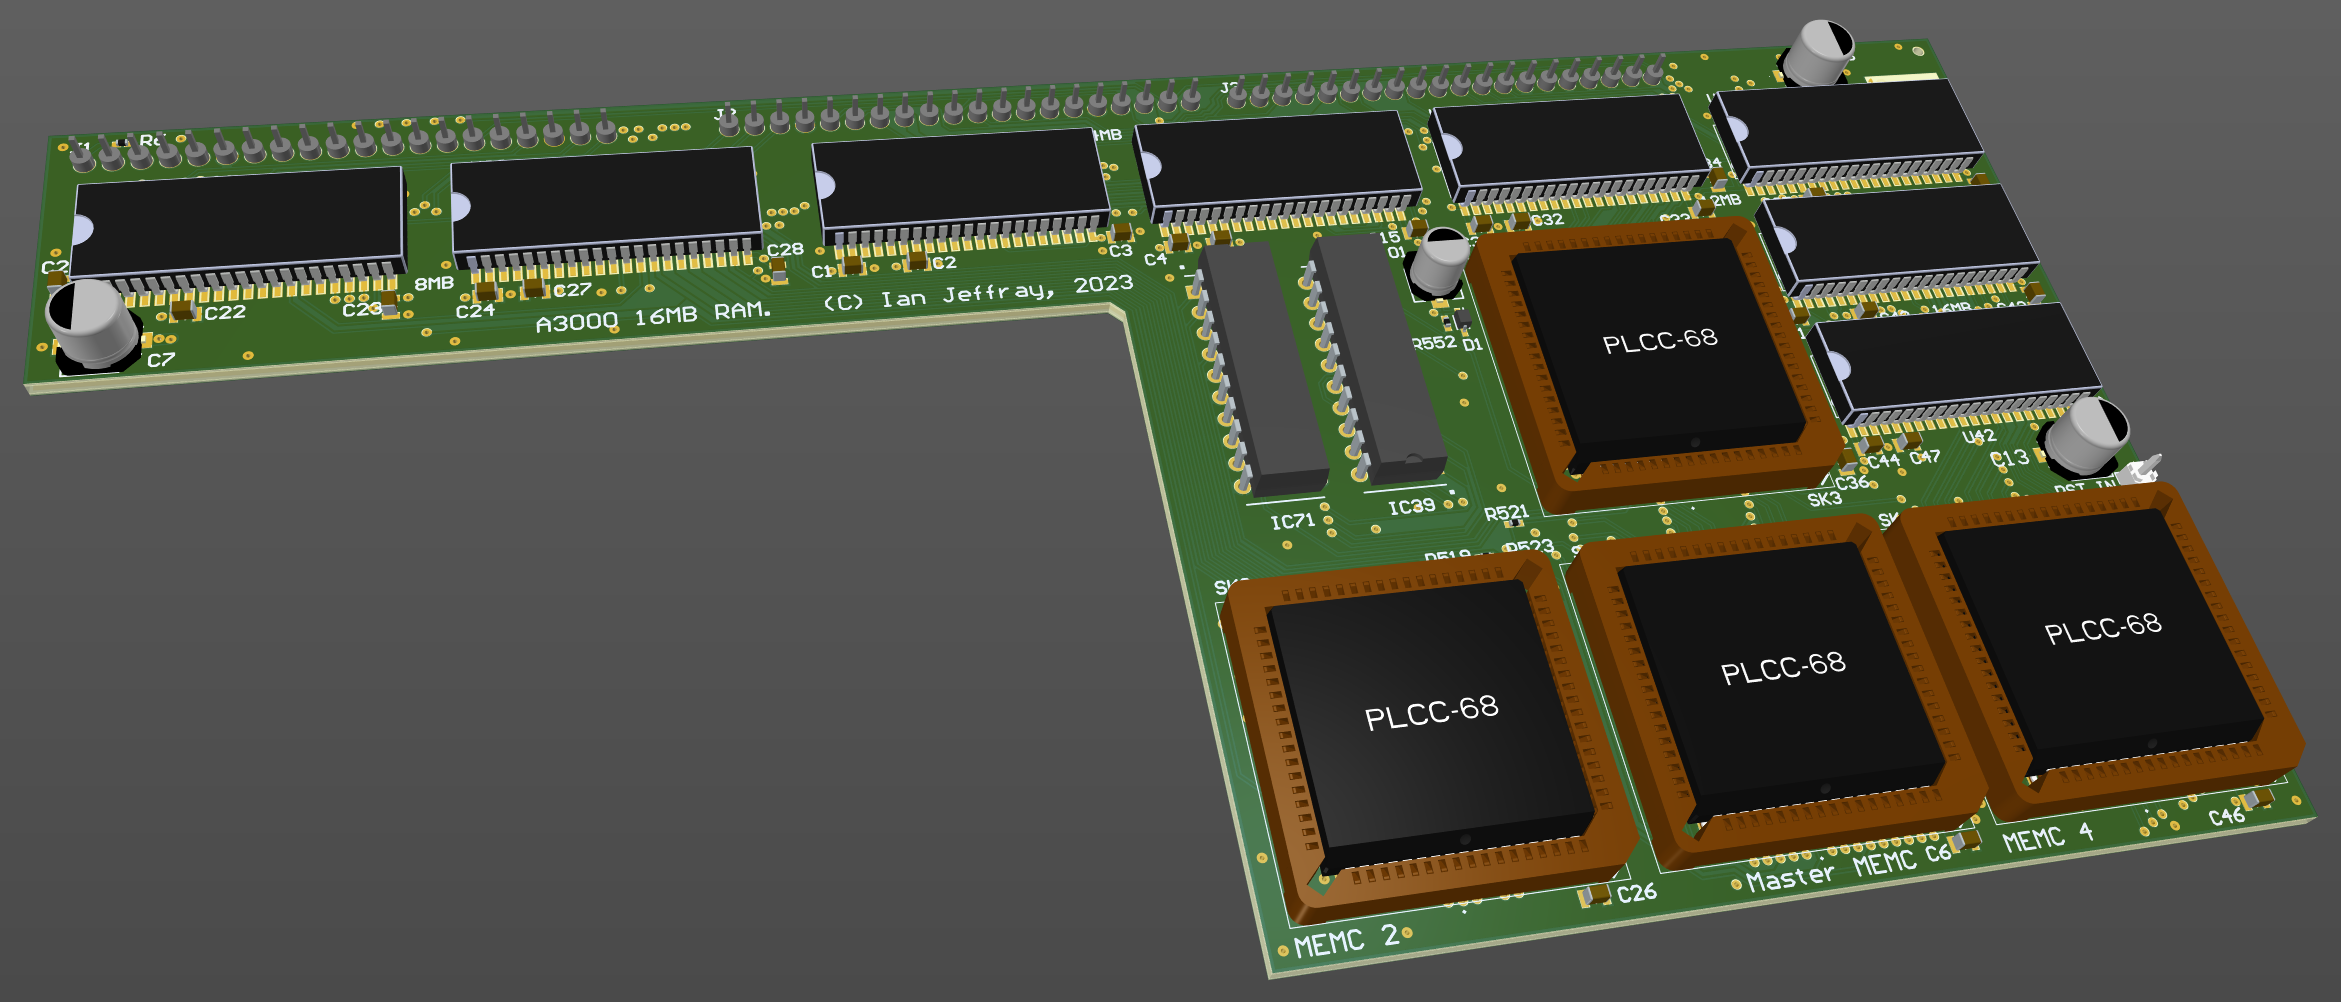 C28
C3
C4
C32
C1
C2
8MB
C27
C22
C24
A3000 16MB RAM.
(C) Ian Jeffray, 2023
C7
R552
D1
PLCC-68
U42
C44
C47
C13
C36
SK3
IC71
IC39
R521
R523
PLCC-68
PLCC-68
PLCC-68
C46
MEMC 4
Master MEMC
C6
C26
MEMC 2